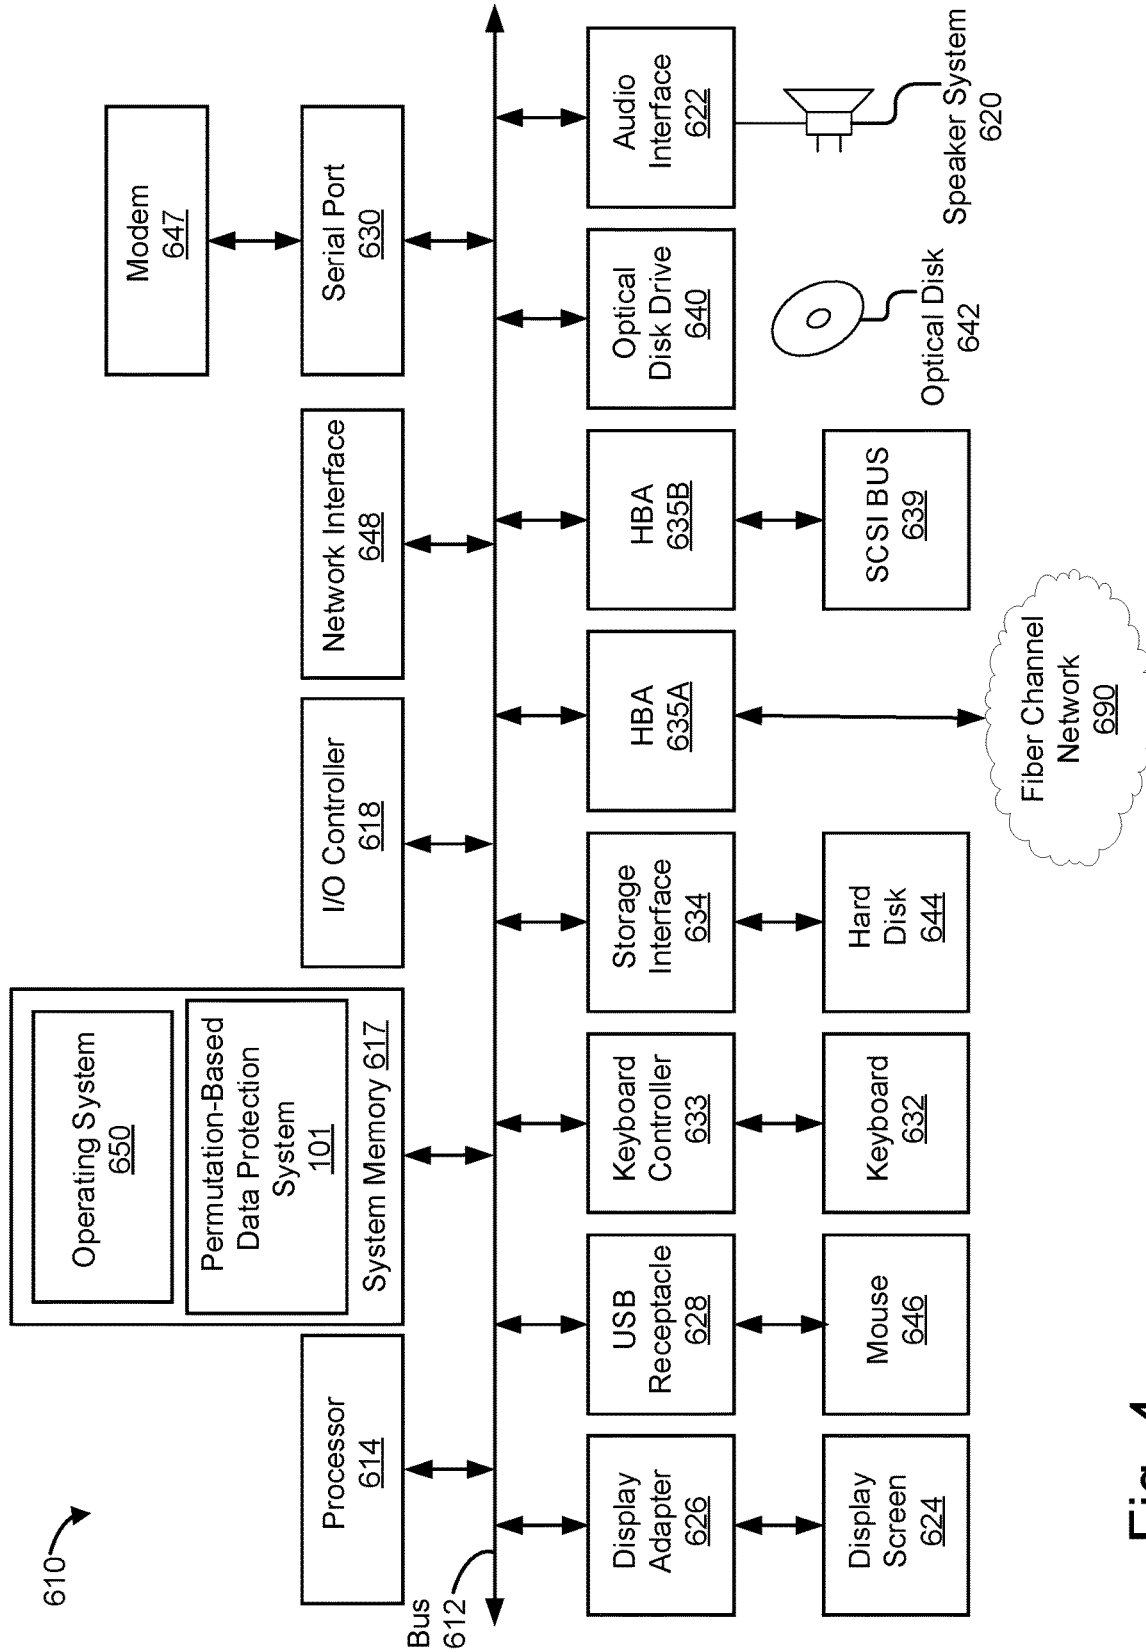 610
Processor
614
Operating System
650
Permutation-Based
Data Protection
System
101
System Memory 617
I/O Controller
618
Network Interface
648
Modem
647
Serial Port
630
Bus
612
Display
Adapter
626
USB
Receptacle
628
Keyboard
Controller
633
Storage
Interface
634
HBA
635A
HBA
635B
Optical
Disk Drive
640
Audio
Interface
622
Display
Screen
624
Mouse
646
Keyboard
632
Hard
Disk
644
Fiber Channel
Network
690
SCSI BUS
639
Optical Disk
642
Speaker System
620